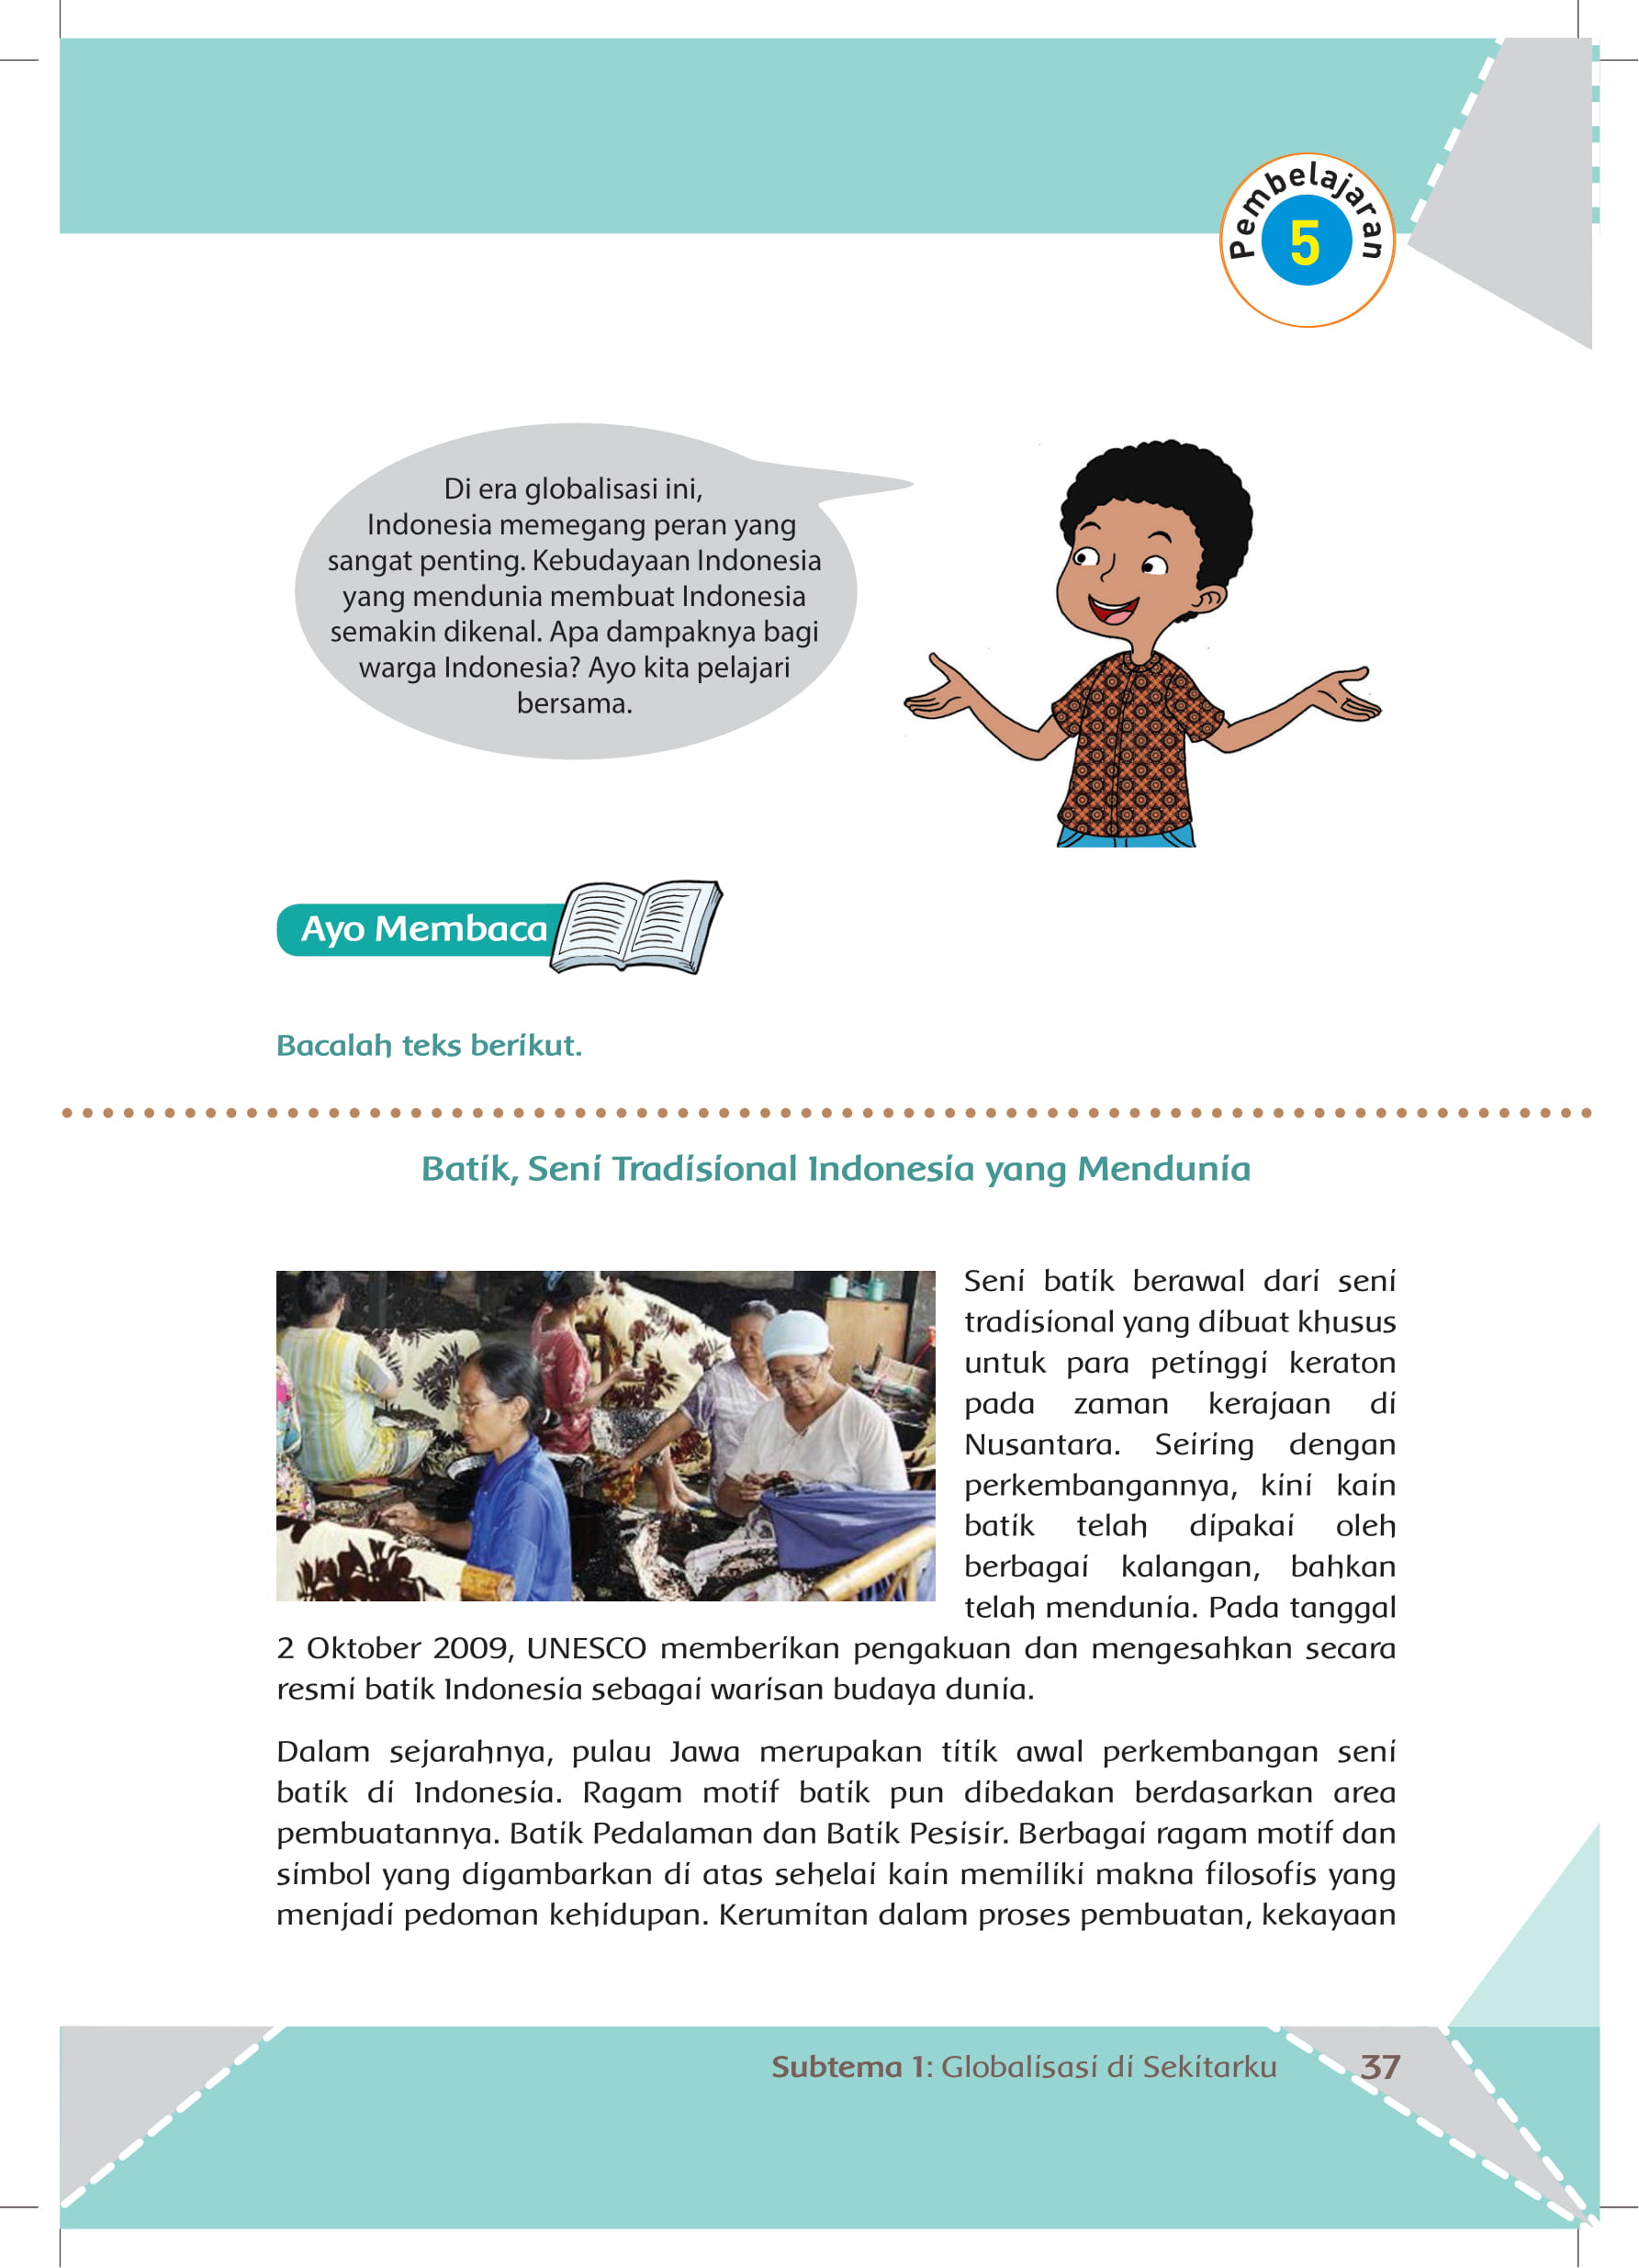 Pembelajaran
5
Di era globalisasi ini,
Indonesia memegang peran yang
sangat penting. Kebudayaan Indonesia
yang mendunia membuat Indonesia
semakin dikenal. Apa dampaknya bagi
warga Indonesia? Ayo kita pelajari
bersama.
Ayo Membaca
Bacalah teks berikut.
Batik, Seni Tradisional Indonesia yang Mendunia
Seni batik berawal dari seni
tradisional yang dibuat khusus
untuk para petinggi keraton
pada zaman kerajaan di
Nusantara. Seiring dengan
perkembangannya, kini kain
batik telah dipakai oleh
berbagai kalangan, bahkan
telah mendunia. Pada tanggal
2 Oktober 2009, UNESCO memberikan pengakuan dan mengesahkan secara
resmi batik Indonesia sebagai warisan budaya dunia.
Dalam sejarahnya, pulau Jawa merupakan titik awal perkembangan seni
batik di Indonesia. Ragam motif batik pun dibedakan berdasarkan area
pembuatannya. Batik Pedalaman dan Batik Pesisir. Berbagai ragam motif dan
simbol yang digambarkan di atas sehelai kain memiliki makna filosofis yang
menjadi pedoman kehidupan. Kerumitan dalam proses pembuatan, kekayaan
Subtema 1: Globalisasi di Sekitarku 37